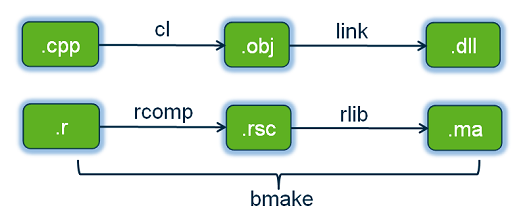 cl link
.cpp .obj .dll
rcomp rlib
.r .rsc .ma
bmake